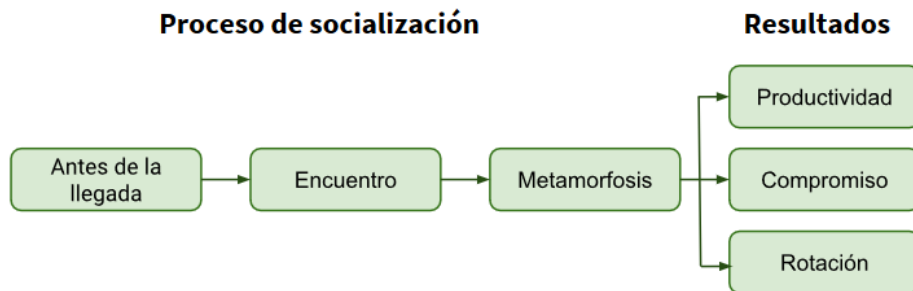 Proceso de socialización
Resultados
Antes de la
llegada
Encuentro
Metamorfosis
Productividad
Compromiso
Rotación